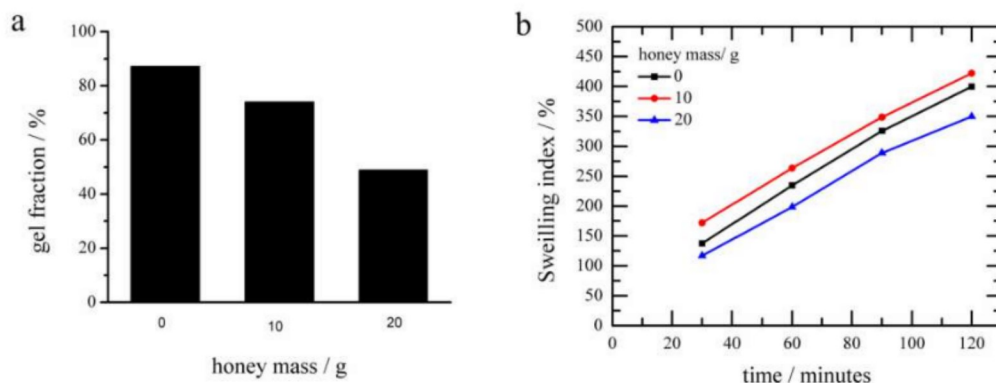 a
100
80
60
40
20
0
gel fraction / %
0 10 20
honey mass / g
b
500
450
400
350
300
250
200
150
100
50
0
Sweilling index / %
honey mass/ g
0
10
20
0 20 40 60 80 100 120
time / minutes